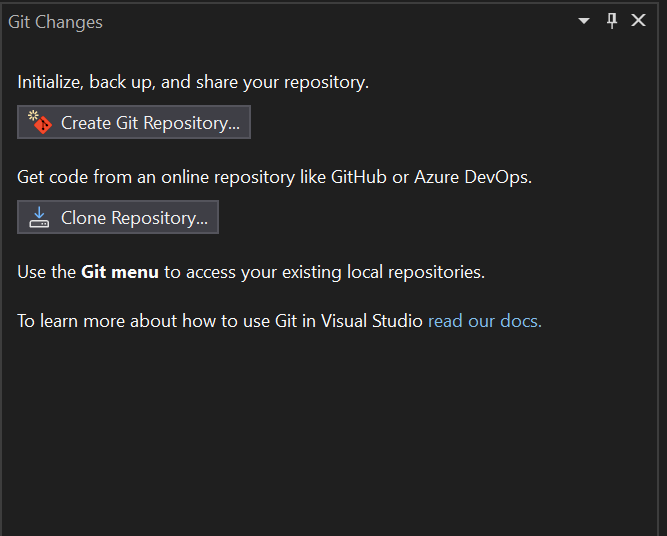 Git Changes
Initialize, back up, and share your repository.
Create Git Repository...
Get code from an online repository like GitHub or Azure DevOps.
Clone Repository...
Use the Git menu to access your existing local repositories.
To learn more about how to use Git in Visual Studio read our docs.